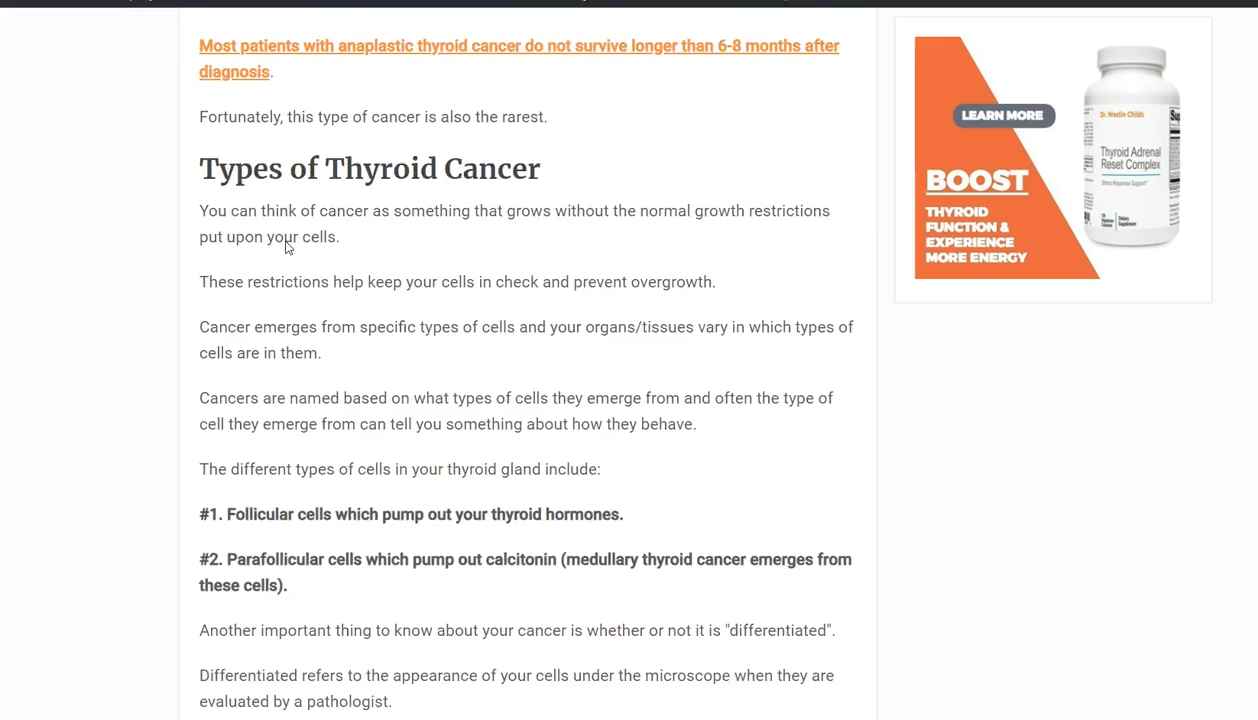 Most patients with anaplastic thyroid cancer do not survive longer than 6-8 months after
diagnosis.
Fortunately, this type of cancer is also the rarest.
Types of Thyroid Cancer
You can think of cancer as something that grows without the normal growth restrictions
put upon your cells.
These restrictions help keep your cells in check and prevent overgrowth.
Cancer emerges from specific types of cells and your organs/tissues vary in which types of
cells are in them.
Cancers are named based on what types of cells they emerge from and often the type of
cell they emerge from can tell you something about how they behave.
The different types of cells in your thyroid gland include:
#1. Follicular cells which pump out your thyroid hormones.
#2. Parafollicular cells which pump out calcitonin (medullary thyroid cancer emerges from
these cells).
Another important thing to know about your cancer is whether or not it is "differentiated".
Differentiated refers to the appearance of your cells under the microscope when they are
evaluated by a pathologist.
LEARN MORE
BOOST
THYROID
FUNCTION &
EXPERIENCE
MORE ENERGY
Dr. Westin Childs
Thyroid Adrenal
Reset Complex
Stress Response Support*